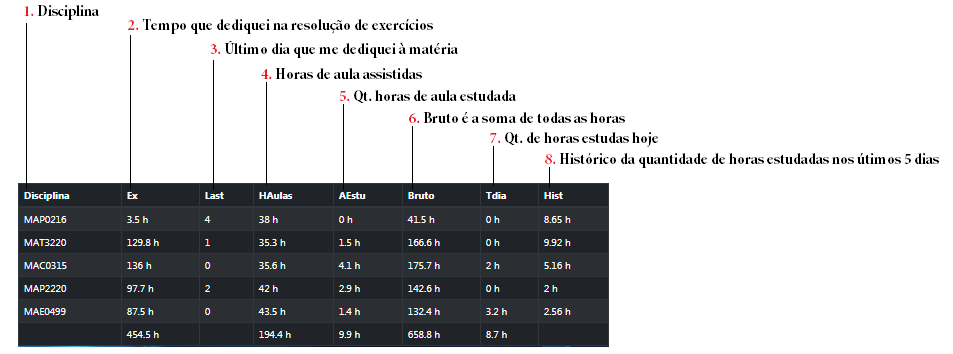 1. Disciplina
2. Tempo que dediquei na resolução de exercícios
3. Último dia que me dediquei à matéria
4. Horas de aula assistidas
5. Qt. horas de aula estudada
6. Bruto é a soma de todas as horas
7. Qt. de horas estudas hoje
8. Histórico da quantidade de horas estudadas nos útimos 5 dias
Disciplina Ex Last HAulas AEstu Bruto Tdia Hist
MAP0216 3.5 h 4 38 h 0 h 41.5 h 0 h 8.65 h
MAT3220 129.8 h 1 35.3 h 1.5 h 166.6 h 0 h 9.92 h
MAC0315 136 h 0 35.6 h 4.1 h 175.7 h 2 h 5.16 h
MAP2220 97.7 h 2 42 h 2.9 h 142.6 h 0 h 2 h
MAE0499 87.5 h 0 43.5 h 1.4 h 132.4 h 3.2 h 2.56 h
454.5 h 194.4 h 9.9 h 658.8 h 8.7 h